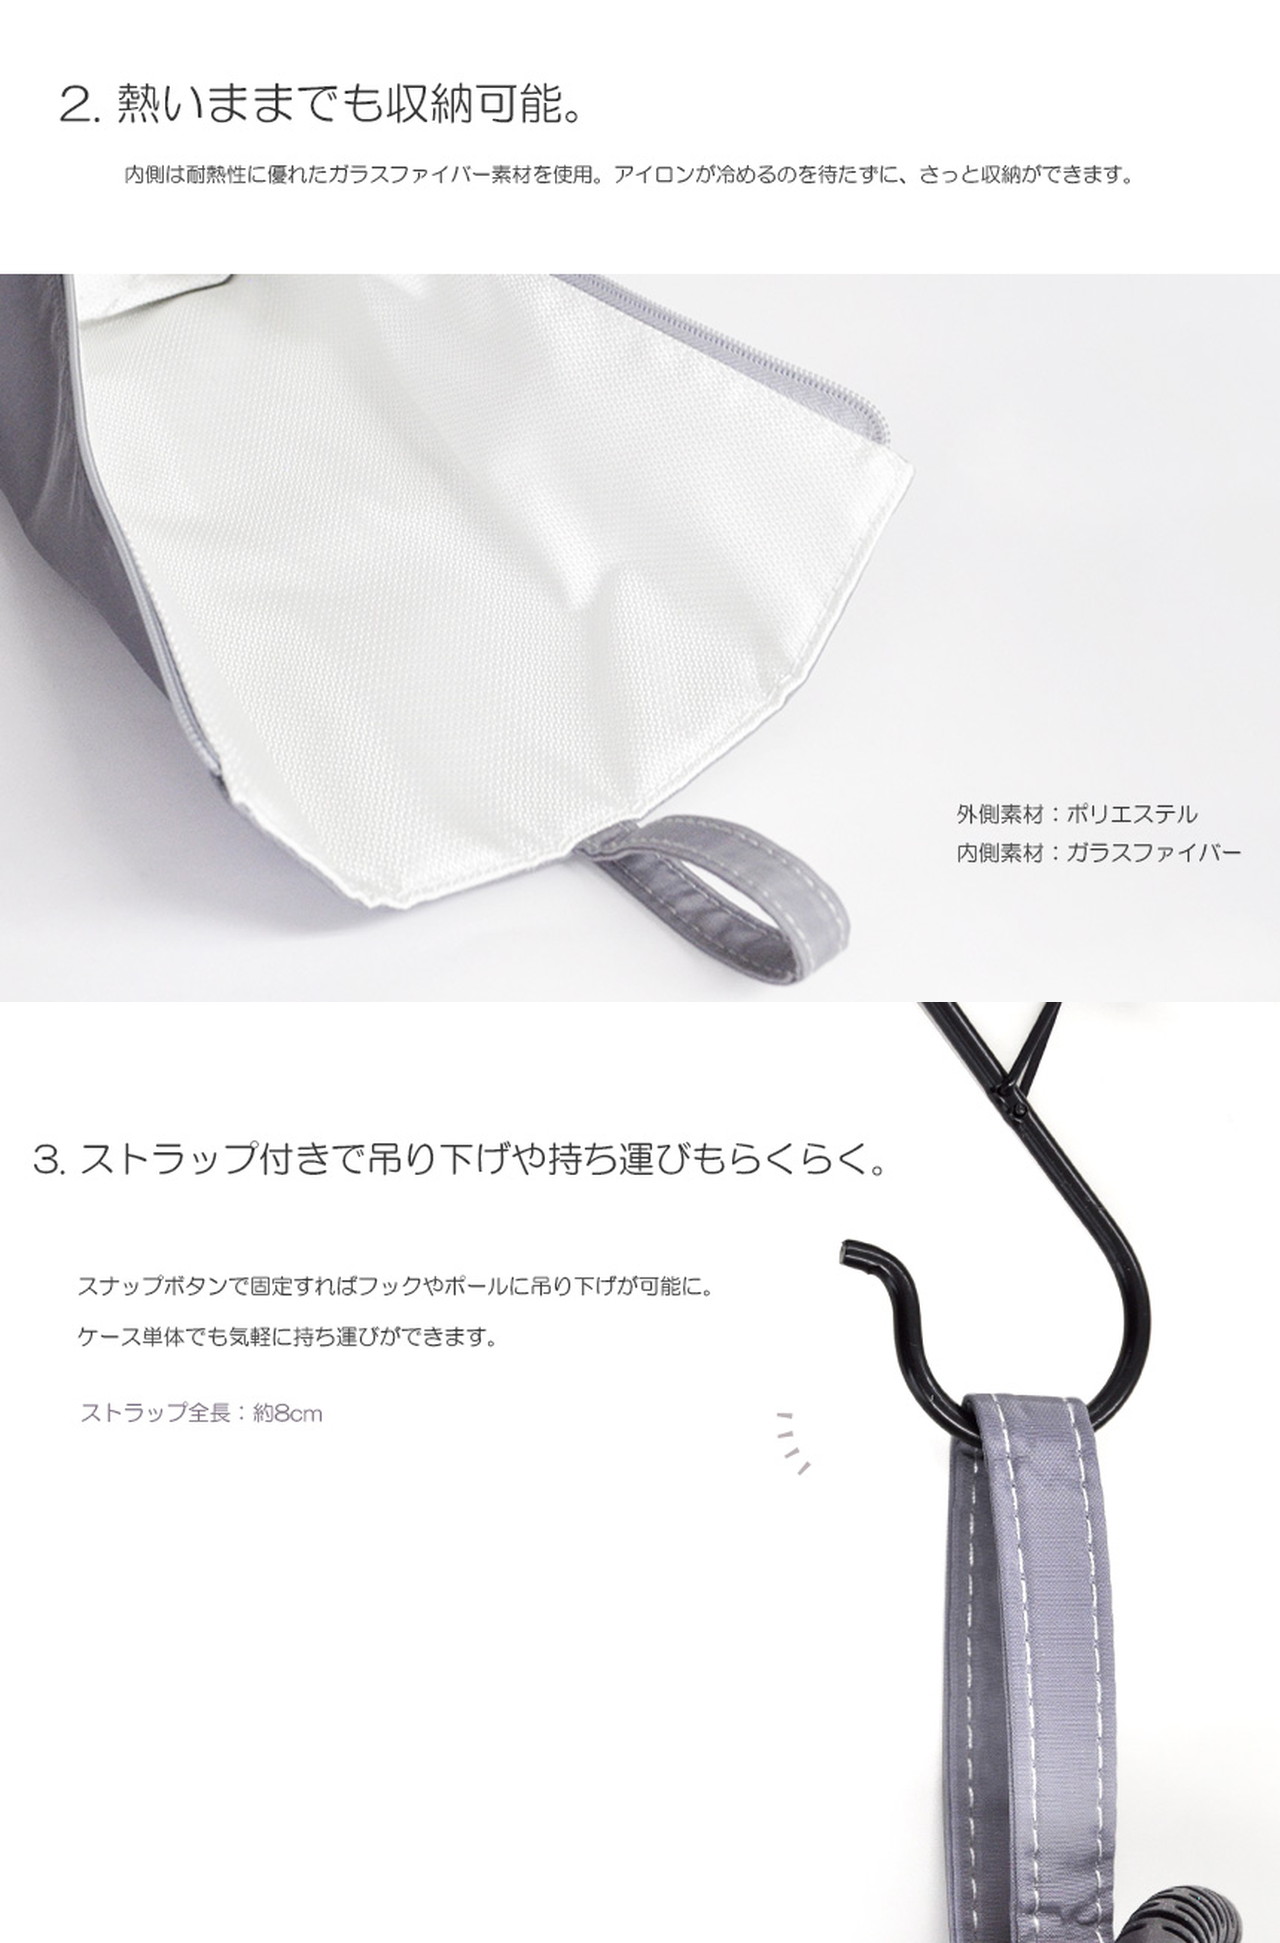 2. 熱いままでも収納可能。
内側は耐熱性に優れたガラスファイバー素材を使用。アイロンが冷めるのを待たずに、さっと収納ができます。
外側素材：ポリエステル
内側素材：ガラスファイバー
3. ストラップ付きで吊り下げや持ち運びもらくらく。
スナップボタンで固定すればフックやポールに吊り下げが可能に。
ケース単体でも気軽に持ち運びができます。
ストラップ全長：約8cm